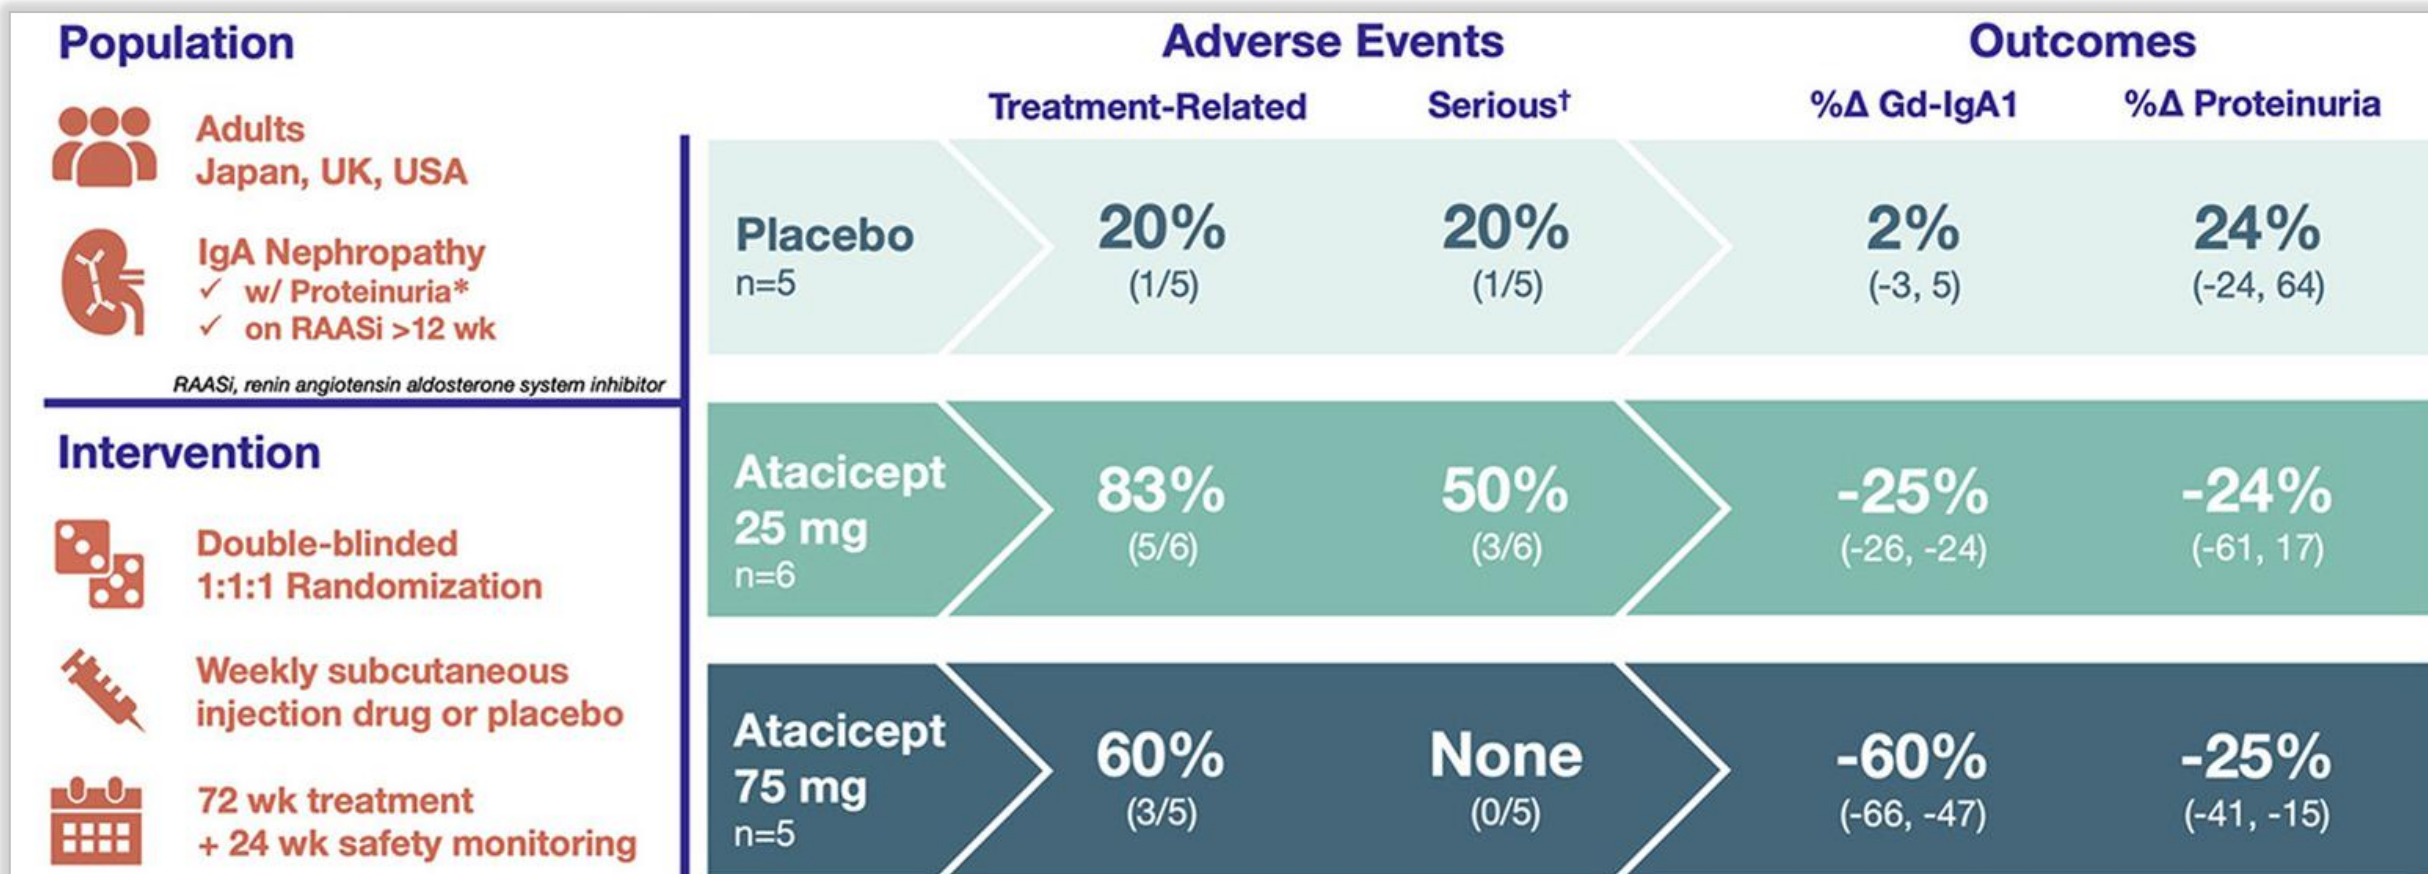 Population
Adults
Japan, UK, USA
IgA Nephropathy
✓ w/ Proteinuria*
✓ on RAASi >12 wk
RAASi, renin angiotensin aldosterone system inhibitor
Intervention
Double-blinded
1:1:1 Randomization
Weekly subcutaneous
injection drug or placebo
72 wk treatment
+ 24 wk safety monitoring
Adverse Events
Outcomes
Treatment-Related
Serious†
%Δ Gd-IgA1
%Δ Proteinuria
Placebo
n=5
20%
(1/5)
20%
(1/5)
2%
(-3, 5)
24%
(-24, 64)
Atacicept
25 mg
n=6
83%
(5/6)
50%
(3/6)
-25%
(-26, -24)
-24%
(-61, 17)
Atacicept
75 mg
n=5
60%
(3/5)
None
(0/5)
-60%
(-66, -47)
-25%
(-41, -15)